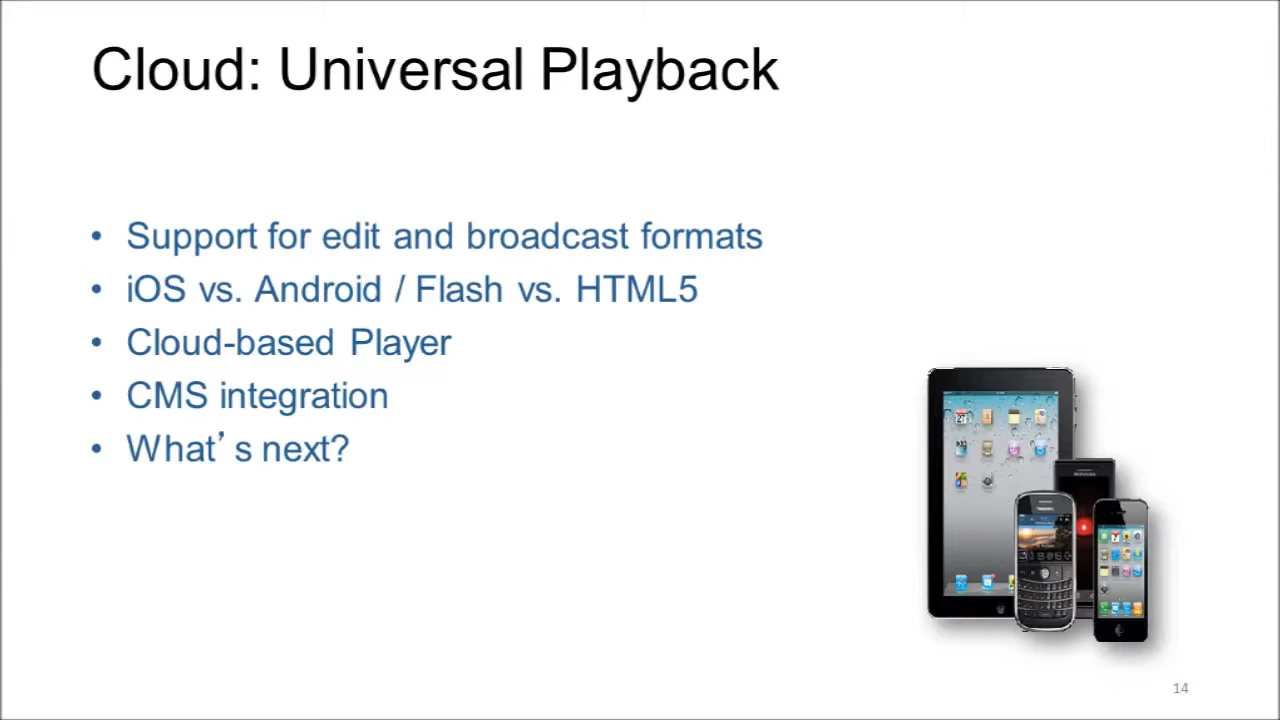 Cloud: Universal Playback
• Support for edit and broadcast formats
• iOS vs. Android / Flash vs. HTML5
• Cloud-based Player
• CMS integration
• What’s next?
14